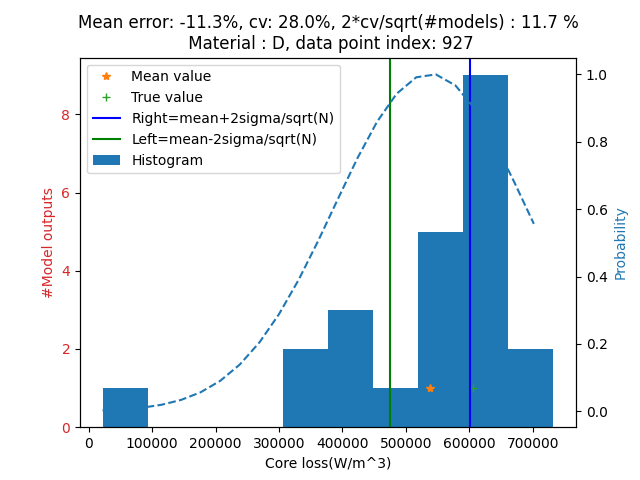 Mean error: -11.3%, cv: 28.0%, 2*cv/sqrt(#models) : 11.7 %
Material : D, data point index: 927
Mean value
True value
Right=mean+2sigma/sqrt(N)
Left=mean-2sigma/sqrt(N)
Histogram
#Model outputs
8
6
4
2
0
1.0
0.8
0.6
0.4
0.2
0.0
Probability
0 100000 200000 300000 400000 500000 600000 700000
Core loss(W/m^3)